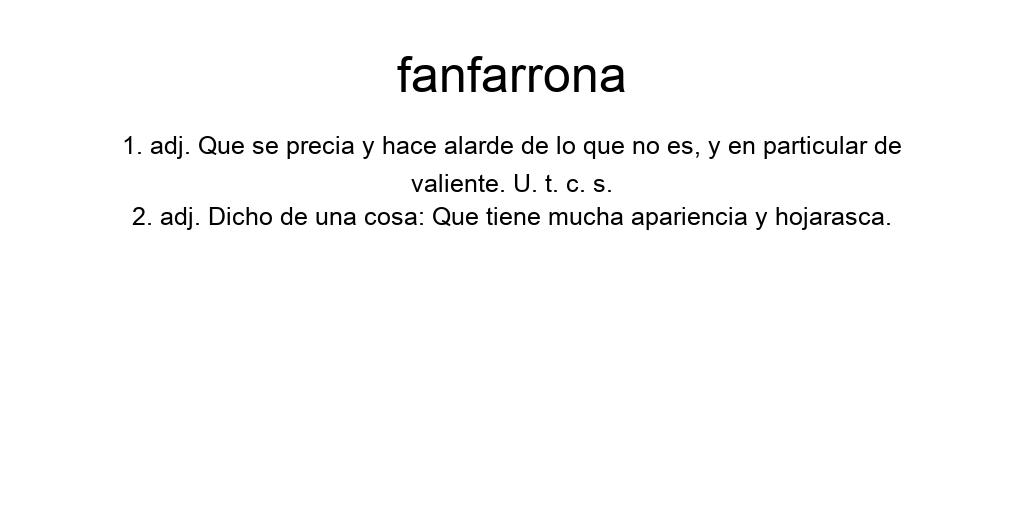 fanfarrona
1. adj. Que se precia y hace alarde de lo que no es, y en particular de
valiente. U. t. c. s.
2. adj. Dicho de una cosa: Que tiene mucha apariencia y hojarasca.